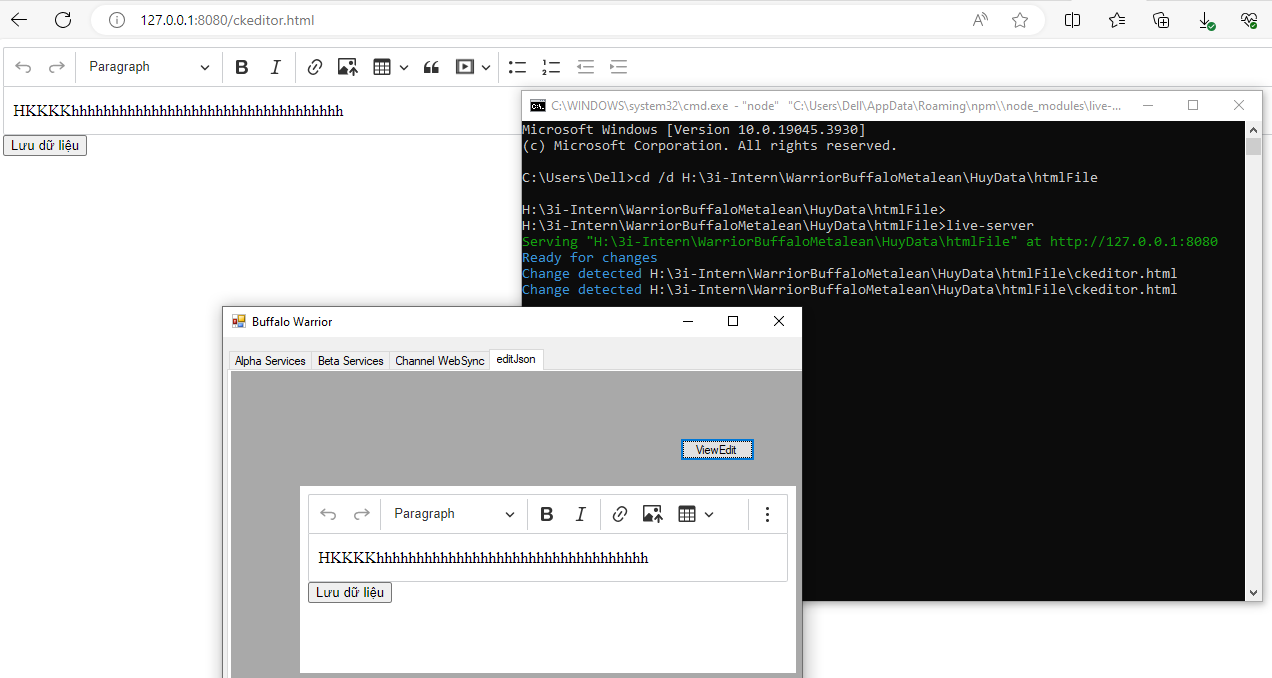 127.0.0.1:8080/ckeditor.html
Paragraph
HKKKKhhhhhhhhhhhhhhhhhhhhhhhhhhhhhhhhhh
Lưu dữ liệu
C:\WINDOWS\system32\cmd.exe - "node" "C:\Users\Dell\AppData\Roaming\npm\\node_modules\live-...
Microsoft Windows [Version 10.0.19045.3930]
(c) Microsoft Corporation. All rights reserved.
C:\Users\Dell>cd /d H:\3i-Intern\WarriorBuffaloMetalean\HuyData\htmlFile
H:\3i-Intern\WarriorBuffaloMetalean\HuyData\htmlFile>
H:\3i-Intern\WarriorBuffaloMetalean\HuyData\htmlFile>live-server
Serving "H:\3i-Intern\WarriorBuffaloMetalean\HuyData\htmlFile" at http://127.0.0.1:8080
Ready for changes
Change detected H:\3i-Intern\WarriorBuffaloMetalean\HuyData\htmlFile\ckeditor.html
Change detected H:\3i-Intern\WarriorBuffaloMetalean\HuyData\htmlFile\ckeditor.html
Buffalo Warrior
Alpha Services Beta Services Channel WebSync editJson
ViewEdit
Paragraph
HKKKKhhhhhhhhhhhhhhhhhhhhhhhhhhhhhhhhhh
Lưu dữ liệu